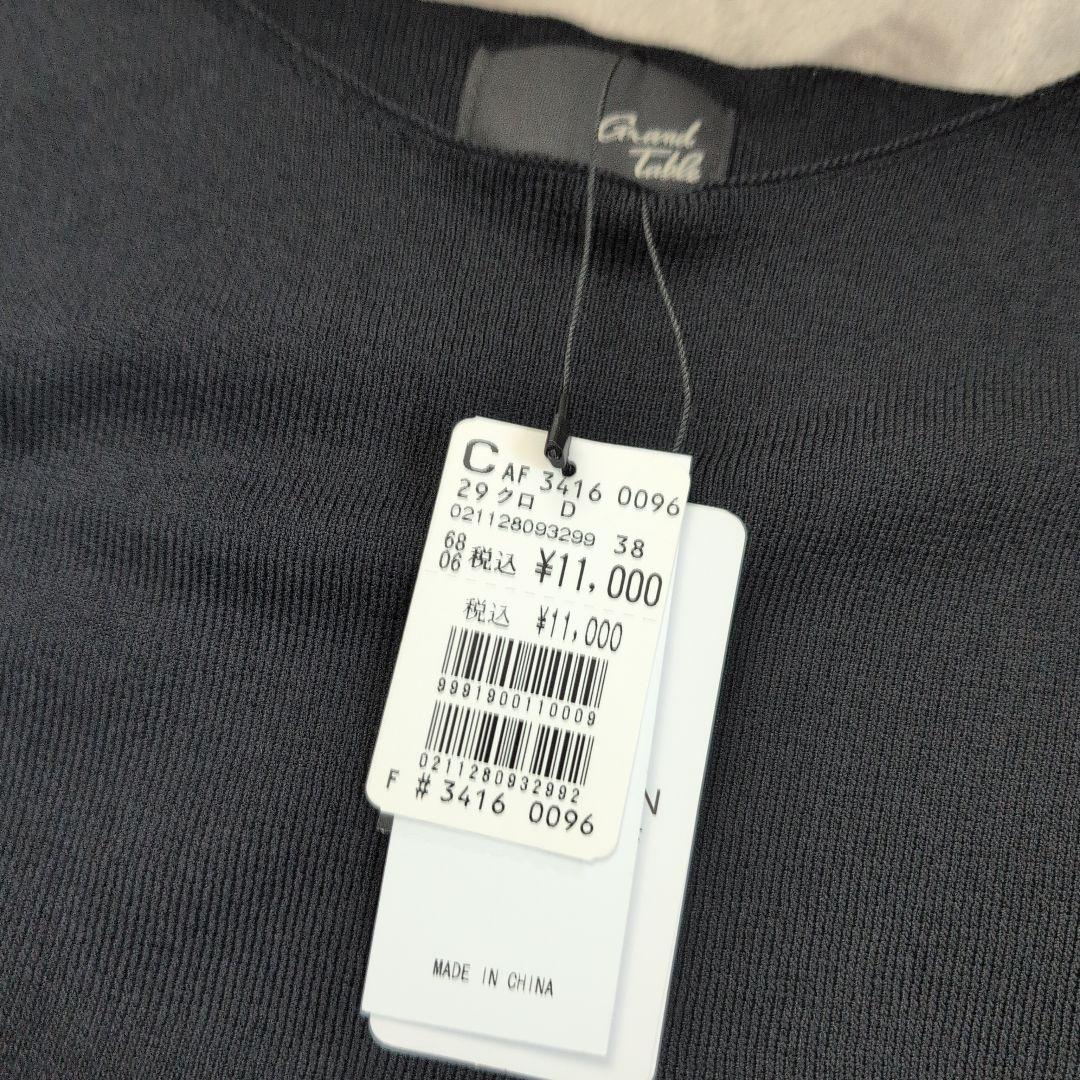 Grand
Table
C AF 3416 0096
29 クロ D
021128093299 38
68
06 税込 ¥11,000
税込 ¥11,000
9991900110009
0211280932992
F #3416 0096
N
MADE IN CHINA